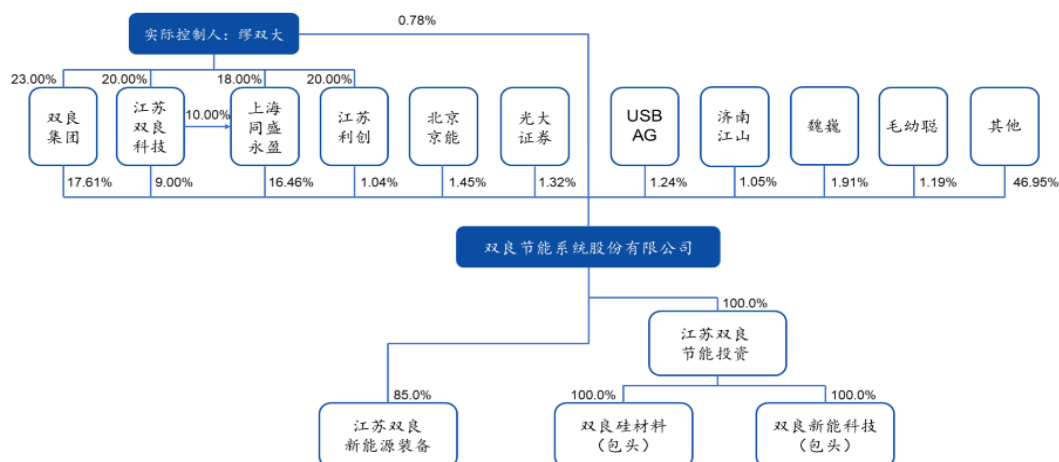 0.78%
实际控制人：缪双大
23.00%
20.00%
18.00%
20.00%
双良
集团
江苏
双良
科技
10.00%
上海
同盛
永盈
江苏
利创
北京
京能
光大
证券
USB
AG
济南
江山
魏巍
毛幼聪
其他
17.61%
9.00%
16.46%
1.04%
1.45%
1.32%
1.24%
1.05%
1.91%
1.19%
46.95%
双良节能系统股份有限公司
100.0%
江苏双良
节能投资
85.0%
100.0%
100.0%
江苏双良
新能源装备
双良硅材料
（包头）
双良新能科技
（包头）